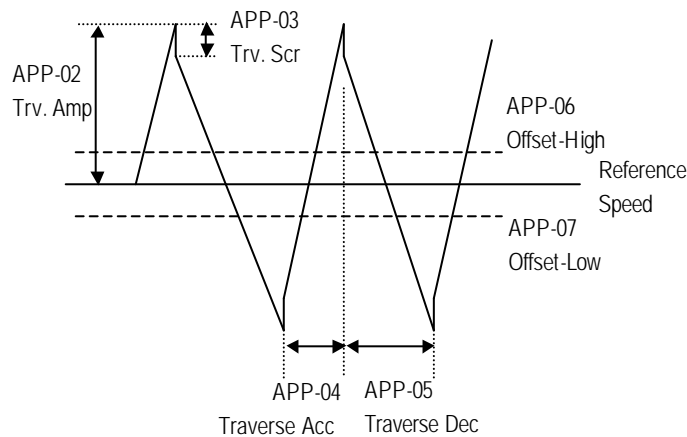 APP-03
Trv. Scr
APP-02
Trv. Amp
APP-06
Offset-High
Reference
Speed
APP-07
Offset-Low
APP-04
Traverse Acc
APP-05
Traverse Dec